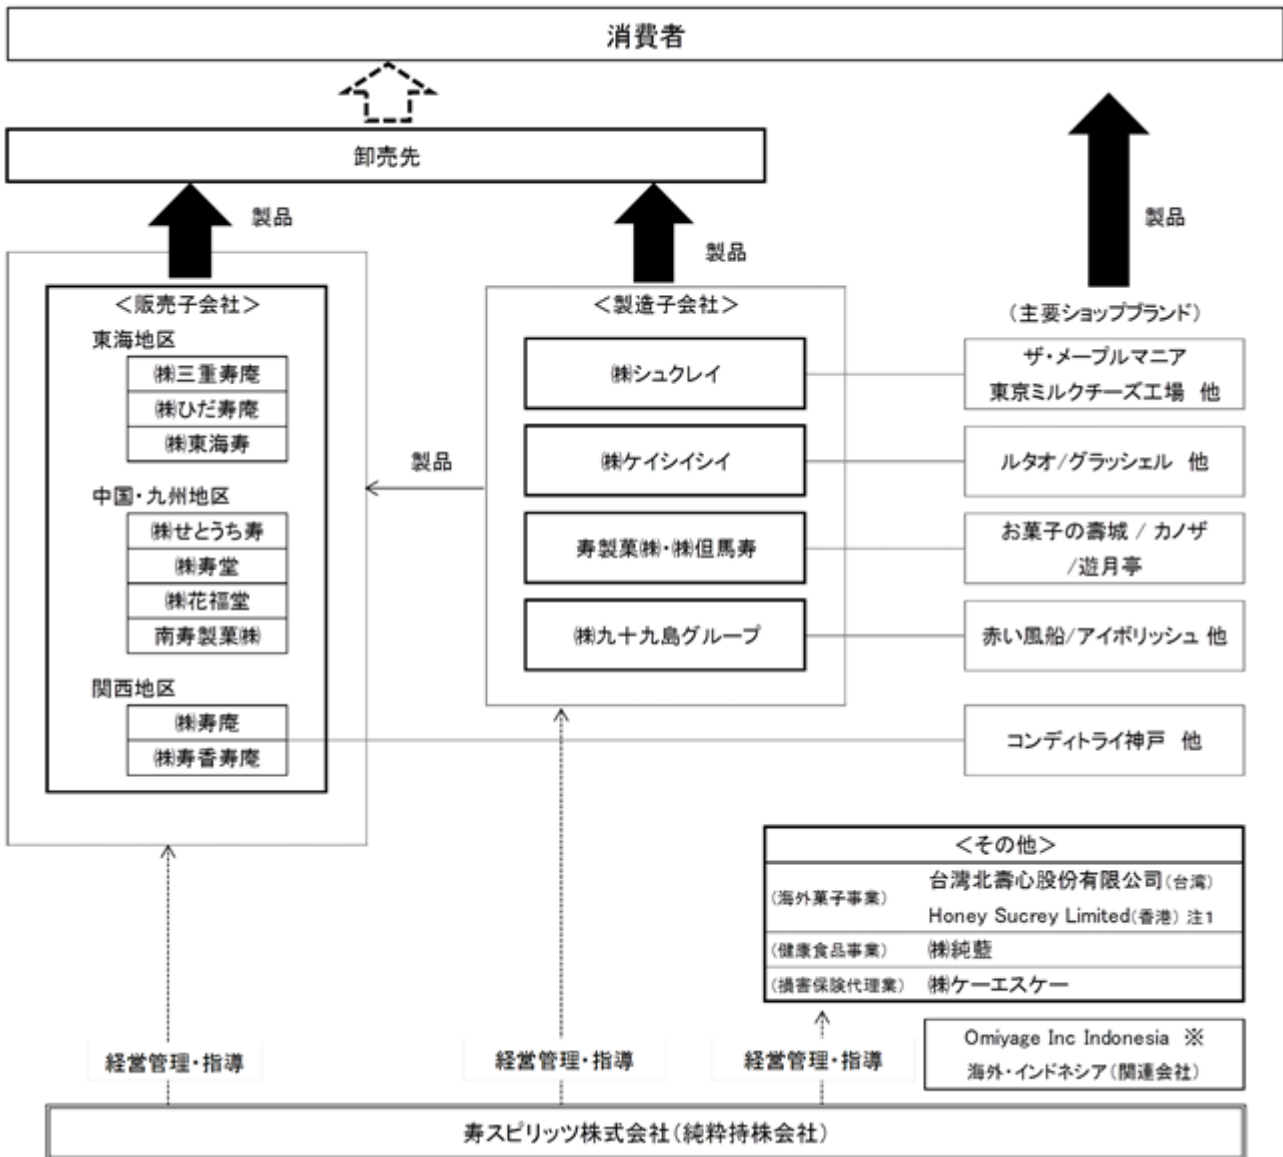 消費者
卸売先
製品
製品
製品
＜販売子会社＞
東海地区
㈱三重寿庵
㈱ひだ寿庵
㈱東海寿
中国・九州地区
㈱せとうち寿
㈱寿堂
㈱花福堂
南寿製菓㈱
関西地区
㈱寿庵
㈱寿香寿庵
製品
＜製造子会社＞
㈱シュクレイ
㈱ケイシイシイ
寿製菓㈱・㈱但馬寿
㈱九十九島グループ
（主要ショップブランド）
ザ・メープルマニア
東京ミルクチーズ工場 他
ルタオ/グラッシェル 他
お菓子の壽城 / カノザ
/遊月亭
赤い風船/アイボリッシュ 他
コンディトライ神戸 他
＜その他＞
(海外菓子事業)
台湾北壽心股份有限公司(台湾)
Honey Sucrey Limited(香港) 注1
(健康食品事業) ㈱純藍
(損害保険代理業) ㈱ケーエスケー
Omiyage Inc Indonesia ※
海外・インドネシア(関連会社)
経営管理・指導
経営管理・指導
経営管理・指導
寿スピリッツ株式会社(純粋持株会社)